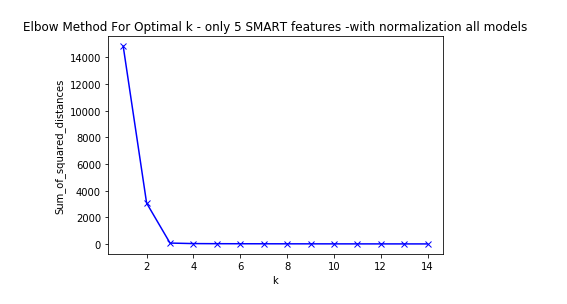 Elbow Method For Optimal k - only 5 SMART features -with normalization all models
14000
12000
10000
8000
6000
4000
2000
0
Sum_of_squared_distances
2 4 6 8 10 12 14
k